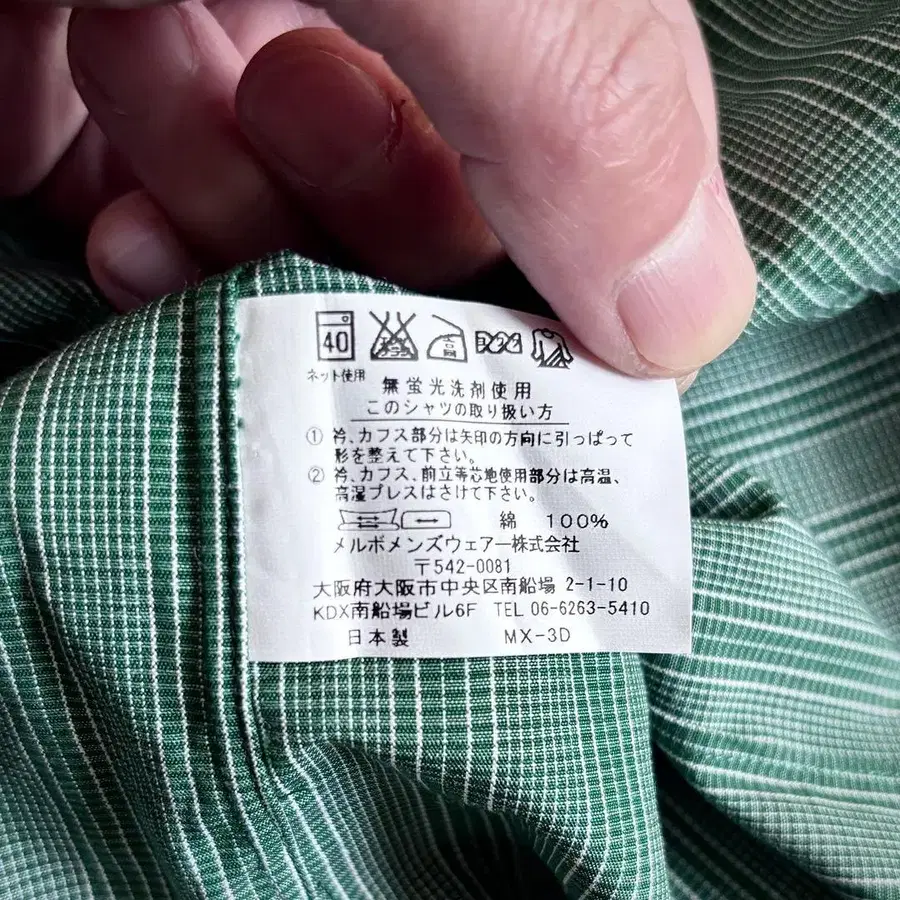 40
ネット使用
無蛍光洗剤使用
このシャツの取り扱い方
① 衿、カフス部分は矢印の方向に引っぱって
形を整えて下さい。
② 衿、カフス、前立等芯地使用部分は高温、
高湿プレスはさけて下さい。
綿 100%
メルボメンズウェアー株式会社
〒542-0081
大阪府大阪市中央区南船場 2-1-10
KDX南船場ビル6F TEL 06-6263-5410
日本製 MX-3D